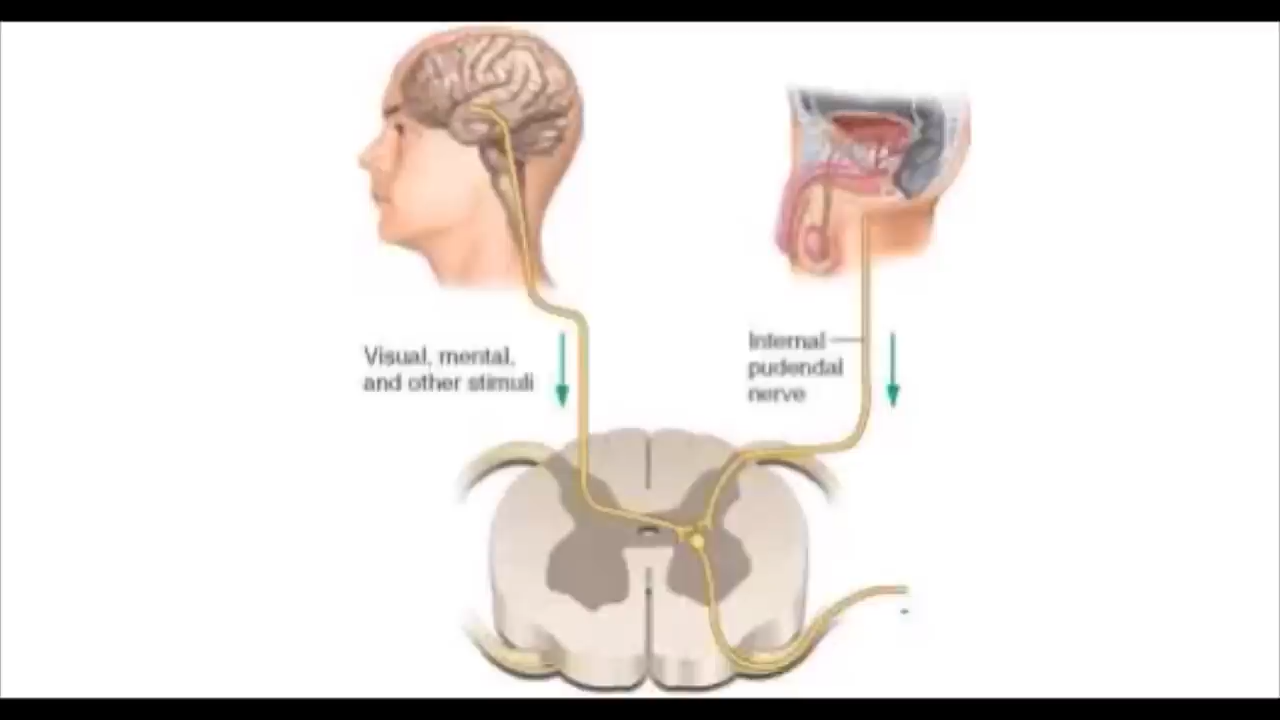 Visual, mental,
and other stimuli
Internal
pudendal
nerve